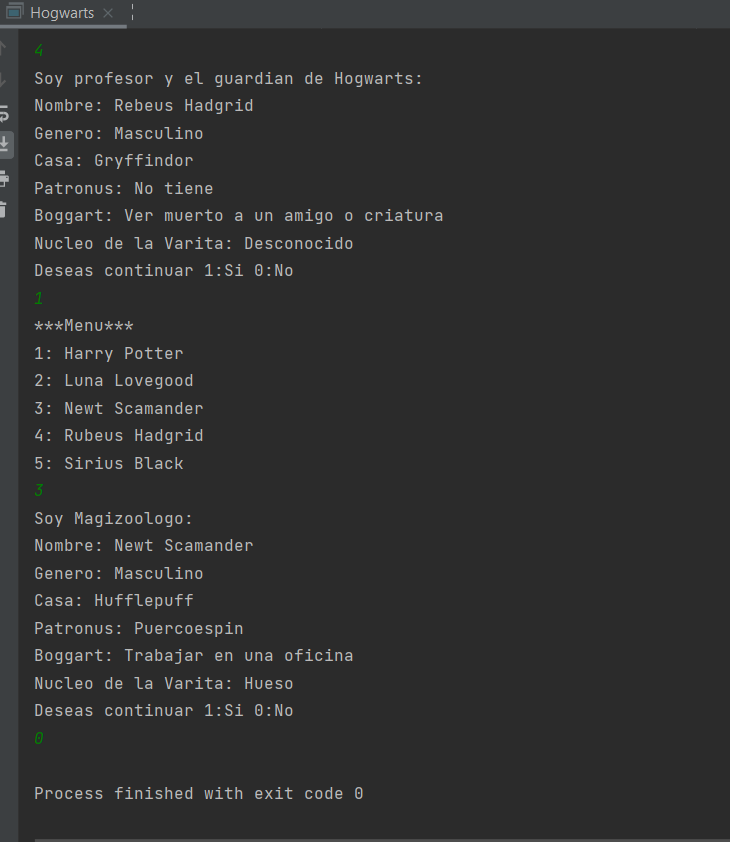 Hogwarts
4
Soy profesor y el guardian de Hogwarts:
Nombre: Rebeus Hadgrid
Genero: Masculino
Casa: Gryffindor
Patronus: No tiene
Boggart: Ver muerto a un amigo o criatura
Nucleo de la Varita: Desconocido
Deseas continuar 1:Si 0:No
1
***Menu***
1: Harry Potter
2: Luna Lovegood
3: Newt Scamander
4: Rubeus Hadgrid
5: Sirius Black
3
Soy Magizoologo:
Nombre: Newt Scamander
Genero: Masculino
Casa: Hufflepuff
Patronus: Puercoespin
Boggart: Trabajar en una oficina
Nucleo de la Varita: Hueso
Deseas continuar 1:Si 0:No
0
Process finished with exit code 0